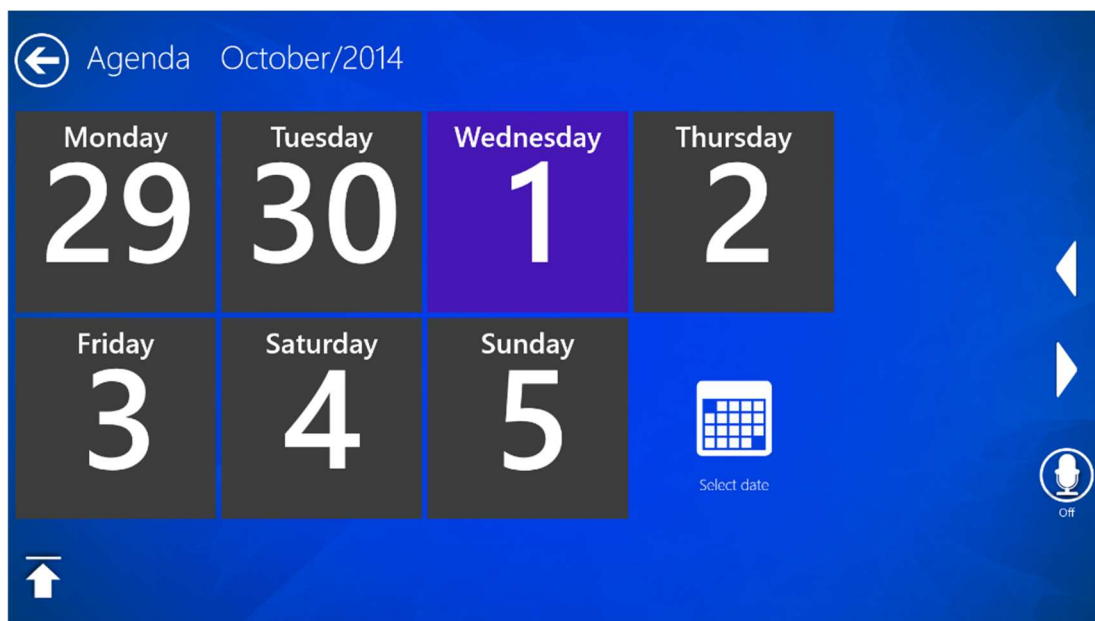 Agenda October/2014
Monday Tuesday Wednesday Thursday
29 30 1 2
Friday Saturday Sunday
3 4 5
Select date
Off